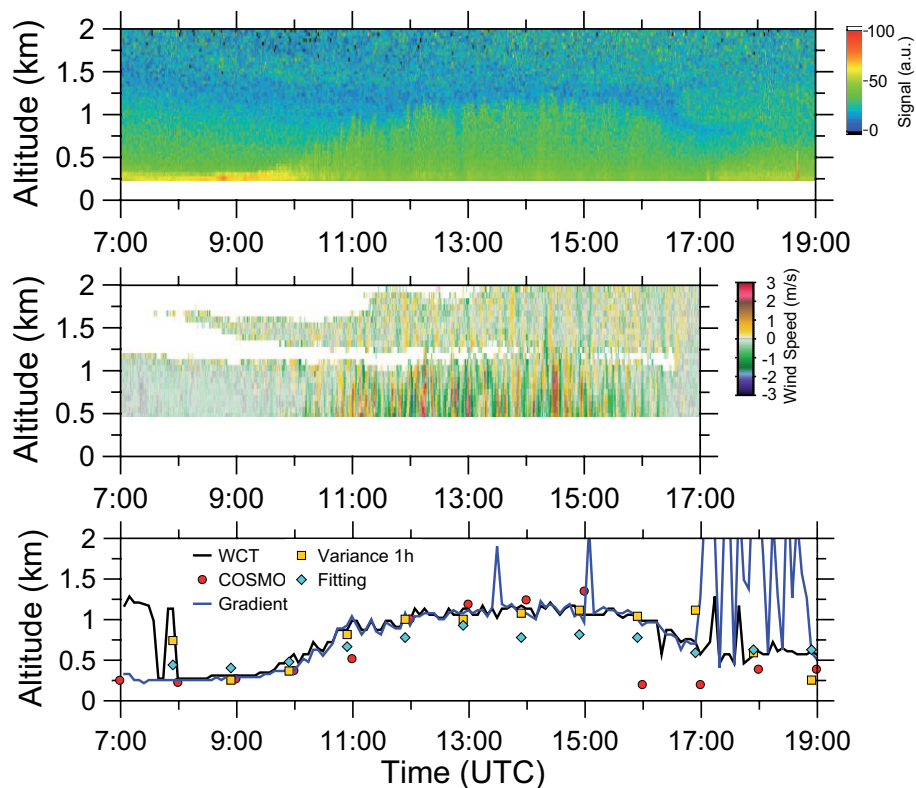 Altitude (km)
2
1.5
1
0.5
0
7:00 9:00 11:00 13:00 15:00 17:00 19:00
100
50
0
Signal (a.u.)
Altitude (km)
2
1.5
1
0.5
0
7:00 9:00 11:00 13:00 15:00 17:00
3
2
1
0
-1
-2
-3
Wind Speed (m/s)
Altitude (km)
2
1.5
1
0.5
0
WCT Variance 1h
COSMO Fitting
Gradient
7:00 9:00 11:00 13:00 15:00 17:00 19:00
Time (UTC)